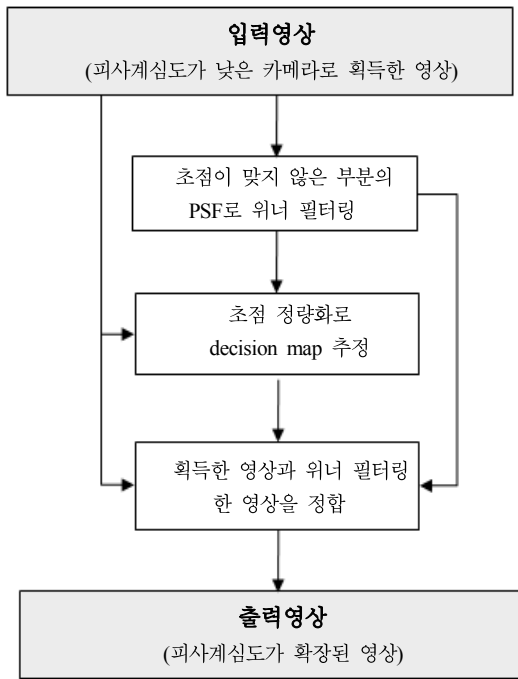 입력영상
(피사계심도가 낮은 카메라로 획득한 영상)
초점이 맞지 않은 부분의
PSF로 위너 필터링
초점 정량화로
decision map 추정
획득한 영상과 위너 필터링
한 영상을 정합
출력영상
(피사계심도가 확장된 영상)